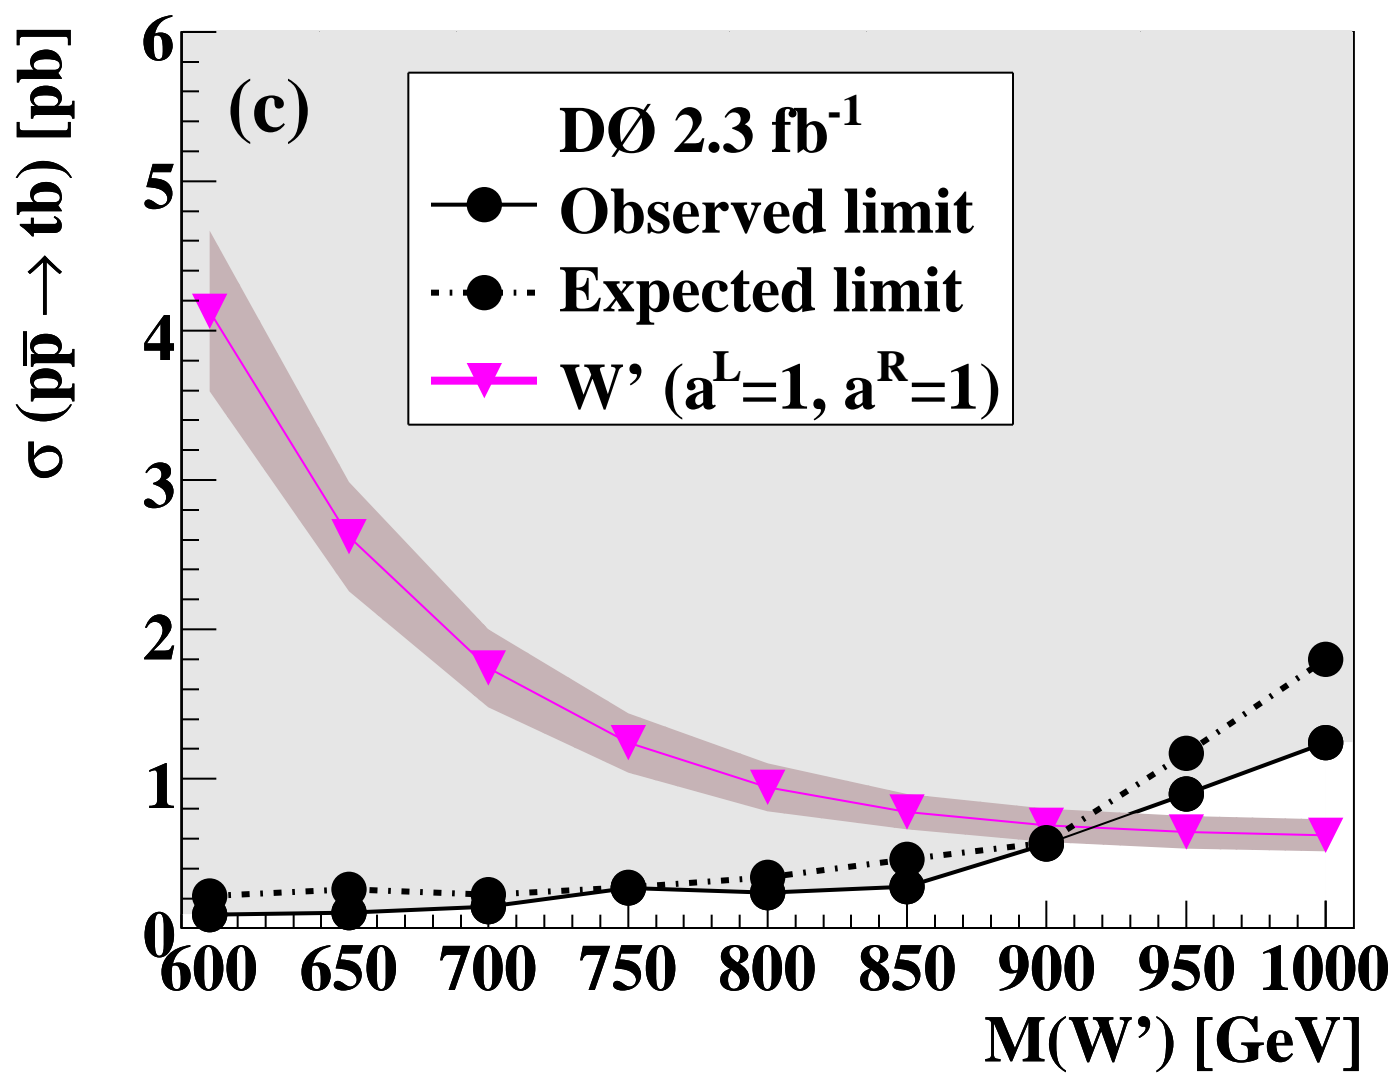 σ (pp̄ → tb) [pb]
6
5
4
3
2
1
0
(c)
DØ 2.3 fb⁻¹
Observed limit
Expected limit
W’ (aᴸ=1, aᴿ=1)
600 650 700 750 800 850 900 950 1000
M(W’) [GeV]